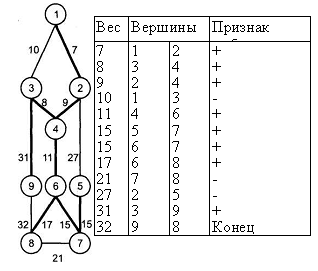 1
10 7
3 2
8 9
4
31 11 27
9 6 5
32 17 15 15
8 7
21
Вес Вершины Признак
7 1 2 +
8 3 4 +
9 2 4 +
10 1 3 -
11 4 6 +
15 5 7 +
15 6 7 +
17 6 8 +
21 7 8 -
27 2 5 -
31 3 9 +
32 9 8 Конец